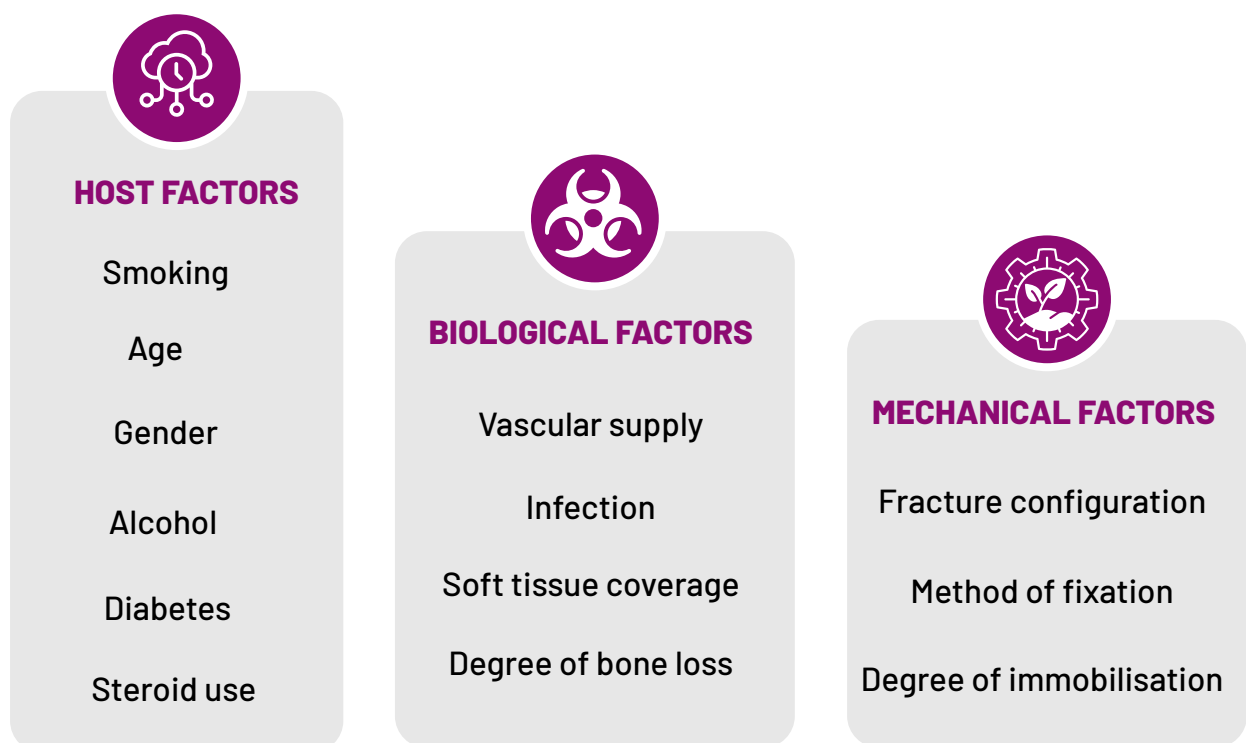 HOST FACTORS
Smoking
Age
Gender
Alcohol
Diabetes
Steroid use
BIOLOGICAL FACTORS
Vascular supply
Infection
Soft tissue coverage
Degree of bone loss
MECHANICAL FACTORS
Fracture configuration
Method of fixation
Degree of immobilisation